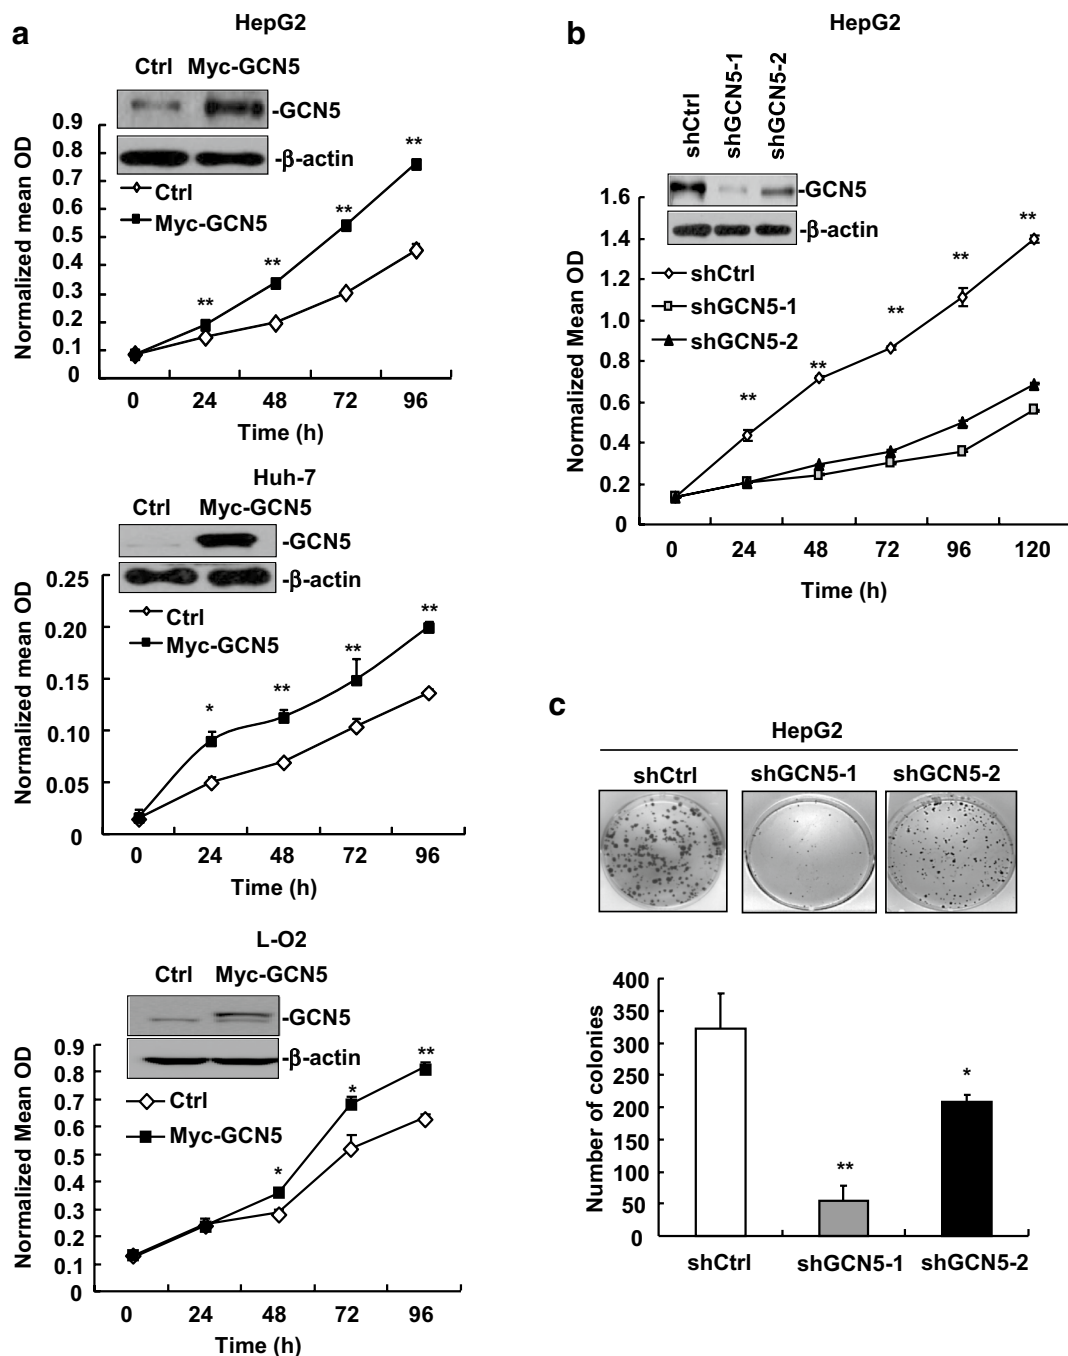 a
HepG2
Ctrl Myc-GCN5
-GCN5
-β-actin
Ctrl
Myc-GCN5
Normalized mean OD
0.9
0.8
0.7
0.6
0.5
0.4
0.3
0.2
0.1
0
** ** ** ** **
0 24 48 72 96
Time (h)
Huh-7
Ctrl Myc-GCN5
-GCN5
-β-actin
Ctrl
Myc-GCN5
Normalized mean OD
0.25
0.20
0.15
0.10
0.05
0
* ** ** **
0 24 48 72 96
Time (h)
L-O2
Ctrl Myc-GCN5
-GCN5
-β-actin
Ctrl
Myc-GCN5
Normalized Mean OD
0.9
0.8
0.7
0.6
0.5
0.4
0.3
0.2
0.1
0
* * **
0 24 48 72 96
Time (h)
b
HepG2
shCtrl
shGCN5-1
shGCN5-2
-GCN5
-β-actin
shCtrl
shGCN5-1
shGCN5-2
Normalized Mean OD
1.6
1.4
1.2
1.0
0.8
0.6
0.4
0.2
0
** ** ** ** **
0 24 48 72 96 120
Time (h)
c
HepG2
shCtrl shGCN5-1 shGCN5-2
Number of colonies
400
350
300
250
200
150
100
50
0
** *
shCtrl shGCN5-1 shGCN5-2